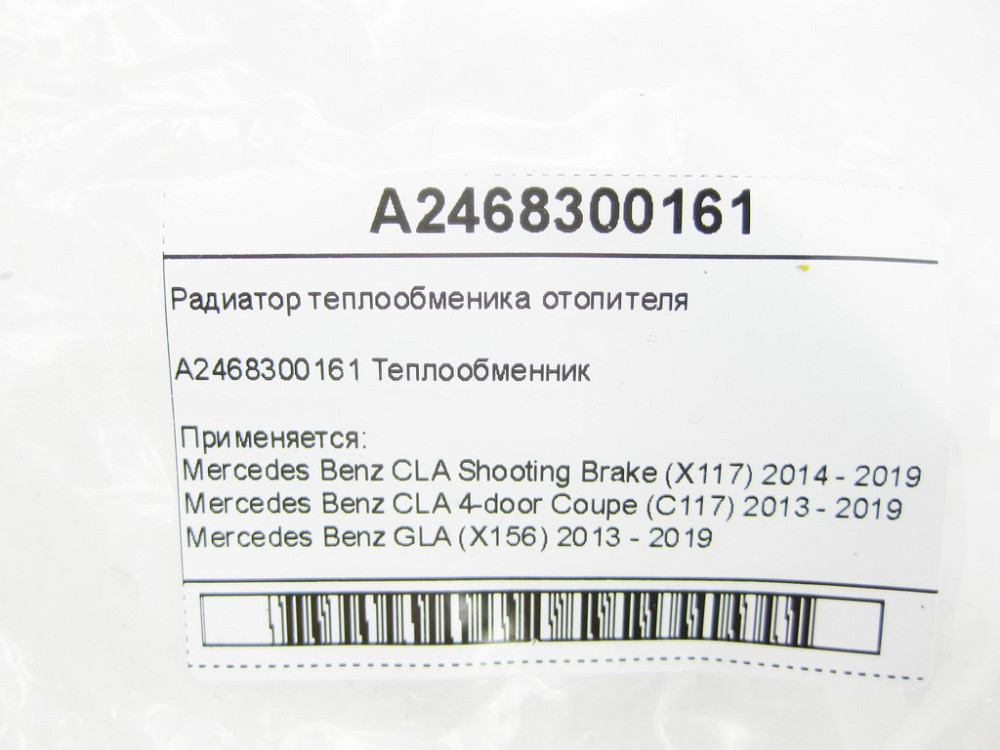 A2468300161
Радиатор теплообменика отопителя
A2468300161 Теплообменник
Применяется:
Mercedes Benz CLA Shooting Brake (X117) 2014 - 2019
Mercedes Benz CLA 4-door Coupe (C117) 2013 - 2019
Mercedes Benz GLA (X156) 2013 - 2019